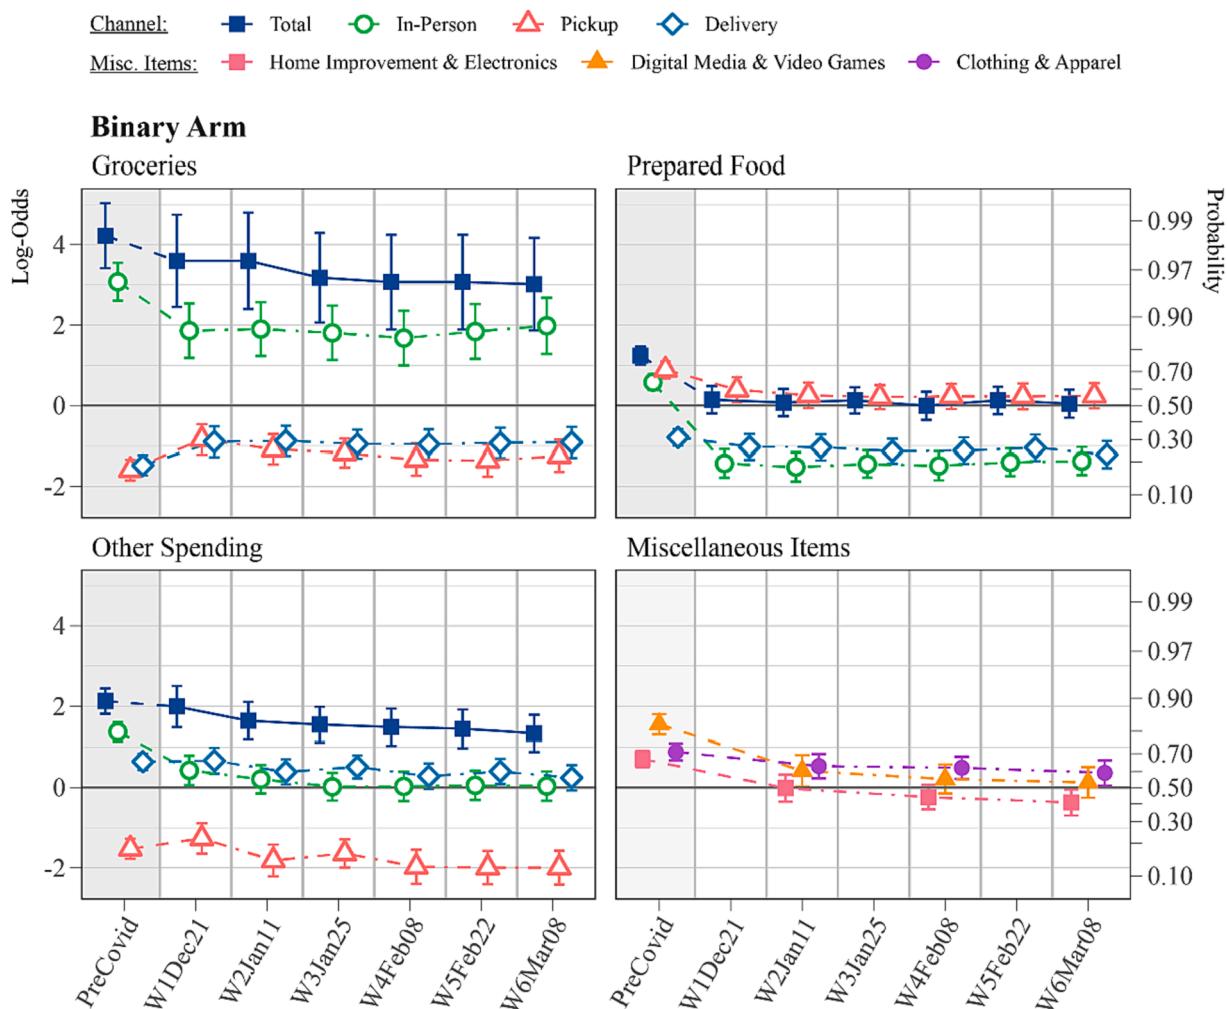 Channel: Total In-Person Pickup Delivery
Misc. Items: Home Improvement & Electronics Digital Media & Video Games Clothing & Apparel
Binary Arm
Groceries Prepared Food
Log-Odds
4
2
0
-2
0.99
0.97
0.90
0.70
0.50
0.30
0.10
Probability
Other Spending Miscellaneous Items
4
2
0
-2
0.99
0.97
0.90
0.70
0.50
0.30
0.10
PreCovid W1Dec21 W2Jan11 W3Jan25 W4Feb08 W5Feb22 W6Mar08 PreCovid W1Dec21 W2Jan11 W3Jan25 W4Feb08 W5Feb22 W6Mar08